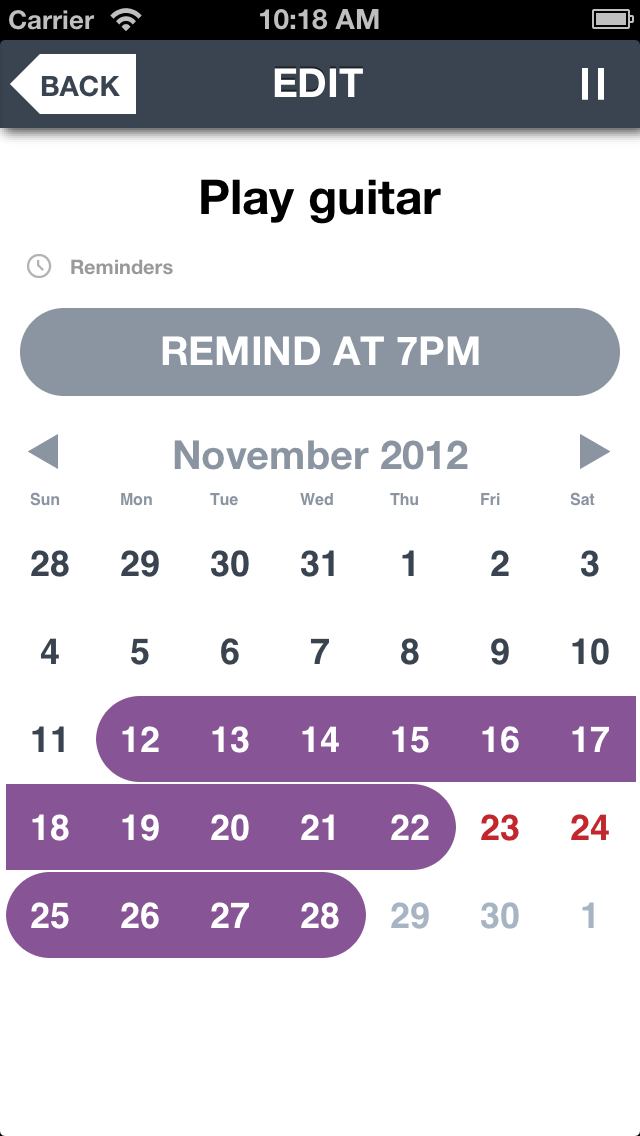 Carrier 10:18 AM
BACK EDIT
Play guitar
Reminders
REMIND AT 7PM
November 2012
Sun Mon Tue Wed Thu Fri Sat
28 29 30 31 1 2 3
4 5 6 7 8 9 10
11 12 13 14 15 16 17
18 19 20 21 22 23 24
25 26 27 28 29 30 1